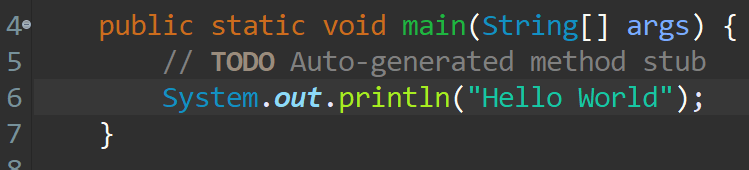 4 public static void main(String[] args) {
5 // TODO Auto-generated method stub
6 System.out.println("Hello World");
7 }
8